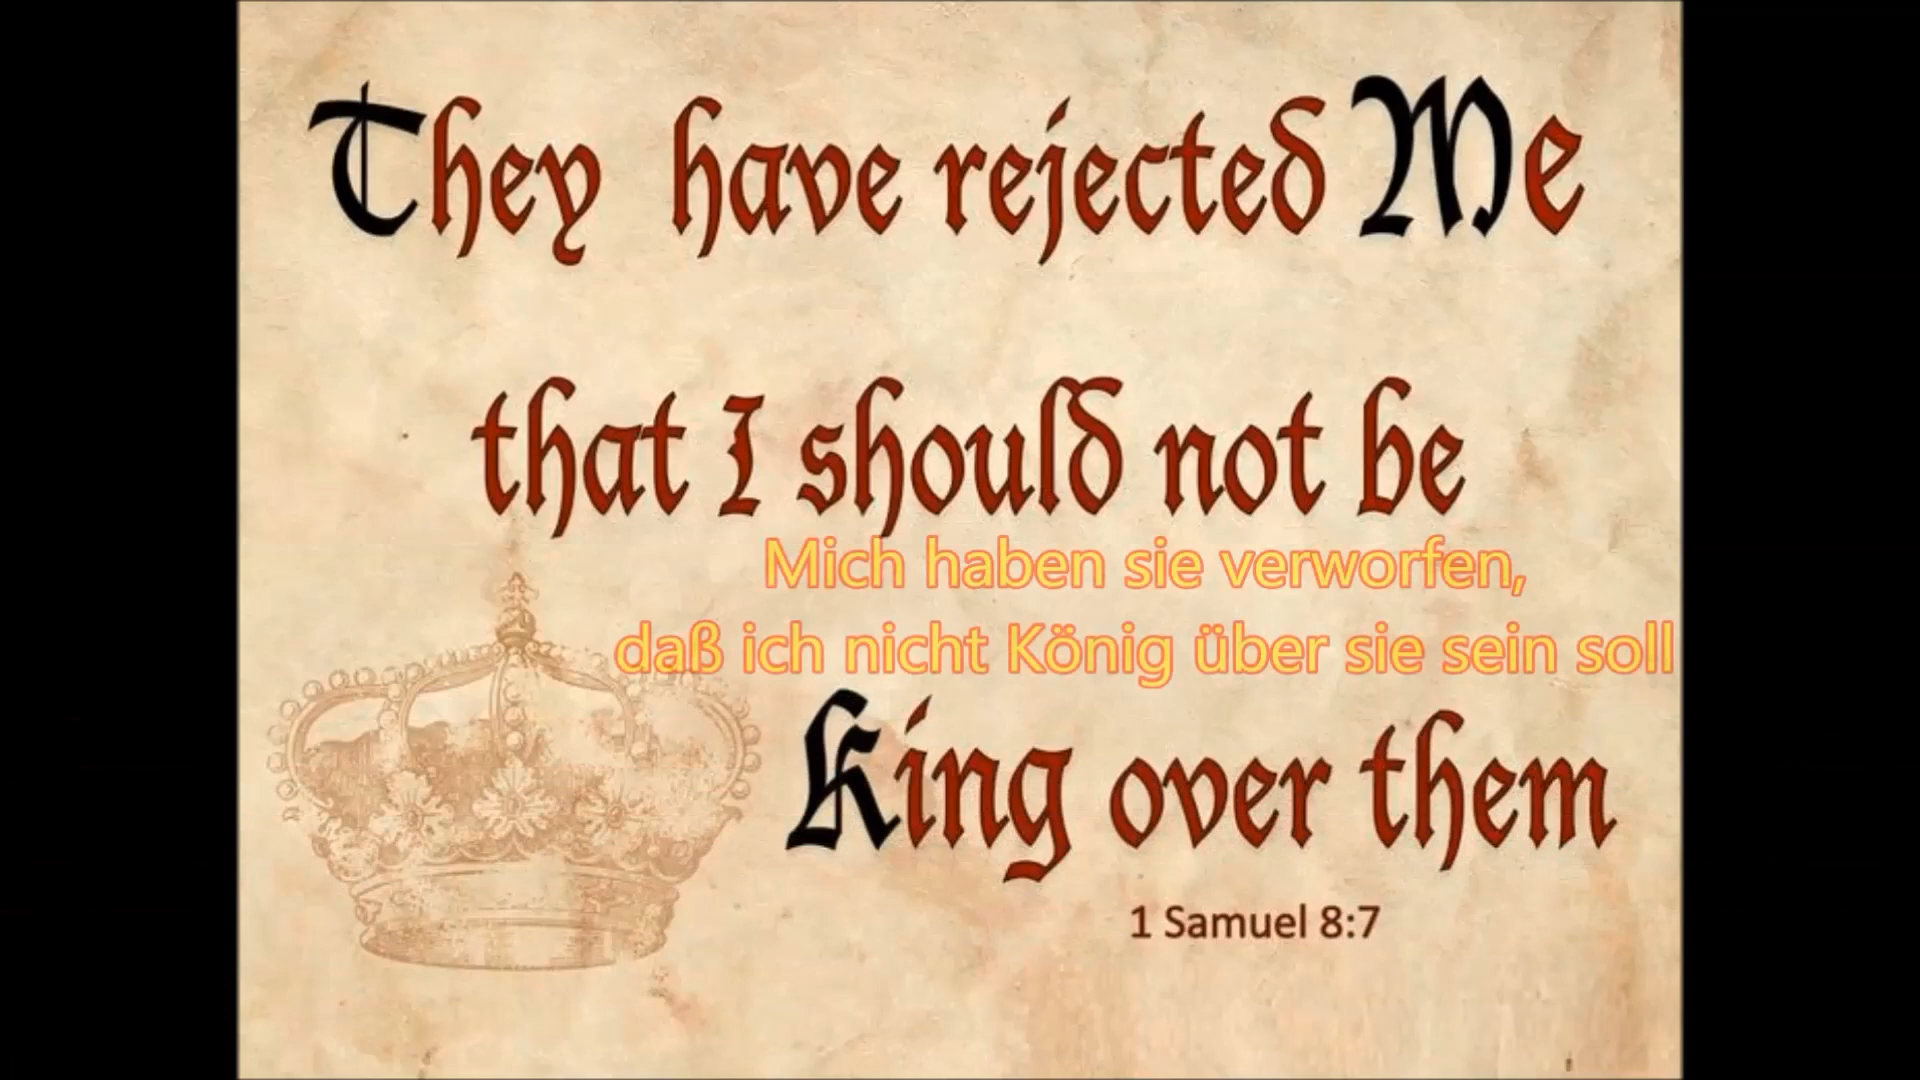 They have rejected Me
that I should not be
Mich haben sie verworfen,
daß ich nicht König über sie sein soll
King over them
1 Samuel 8:7